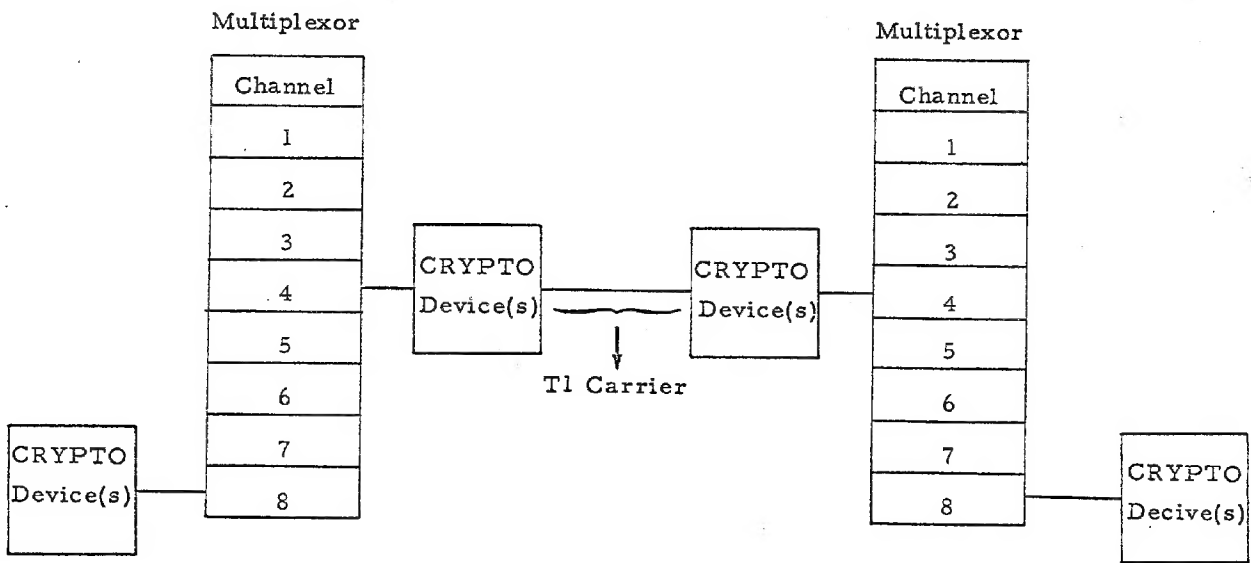 Multiplexor
Channel
1
2
3
4
5
6
7
8
CRYPTO
Device(s)
CRYPTO
Device(s)
T1 Carrier
CRYPTO
Device(s)
Multiplexor
Channel
1
2
3
4
5
6
7
8
CRYPTO
Decive(s)